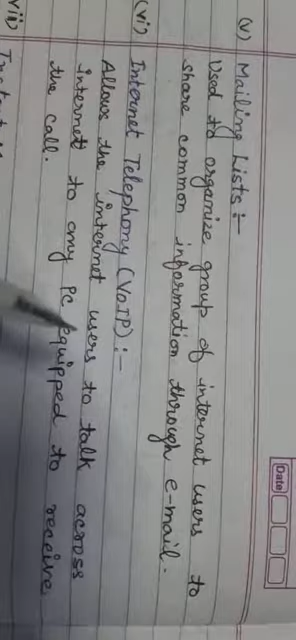 Date
(v) Mailing Lists :-
Used to organize group of internet users to
share common information through e-mail.
(vi) Internet Telephony (VoIP) :-
Allows the internet users to talk across
internet to any PC equipped to receive
the call.
vii)